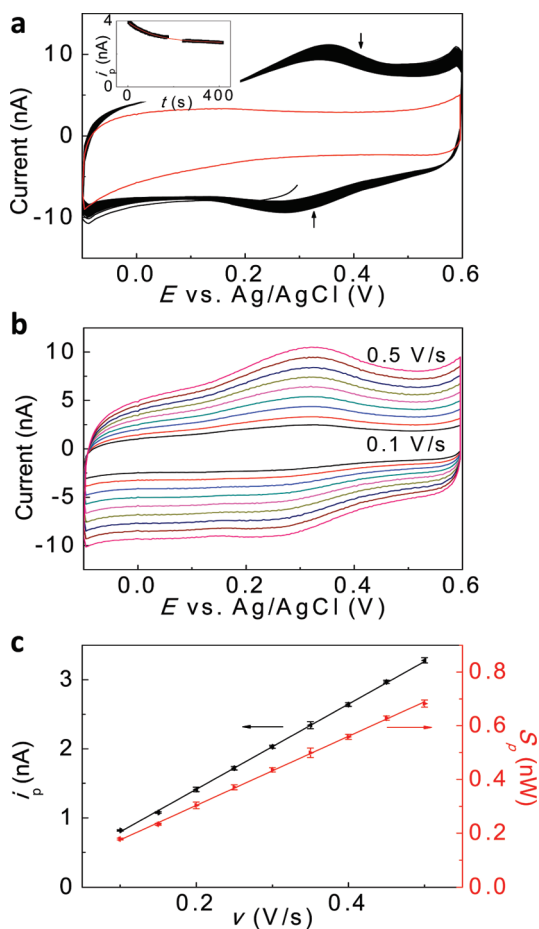 a
4
0
i p (nA)
0 200 400
t (s)
10
0
-10
Current (nA)
0.0 0.2 0.4 0.6
E vs. Ag/AgCl (V)
b
0.5 V/s
0.1 V/s
10
5
0
-5
-10
Current (nA)
0.0 0.2 0.4 0.6
E vs. Ag/AgCl (V)
c
3
2
1
0
i p (nA)
0.8
0.6
0.4
0.2
0.0
S p (nW)
0.2 0.4
v (V/s)